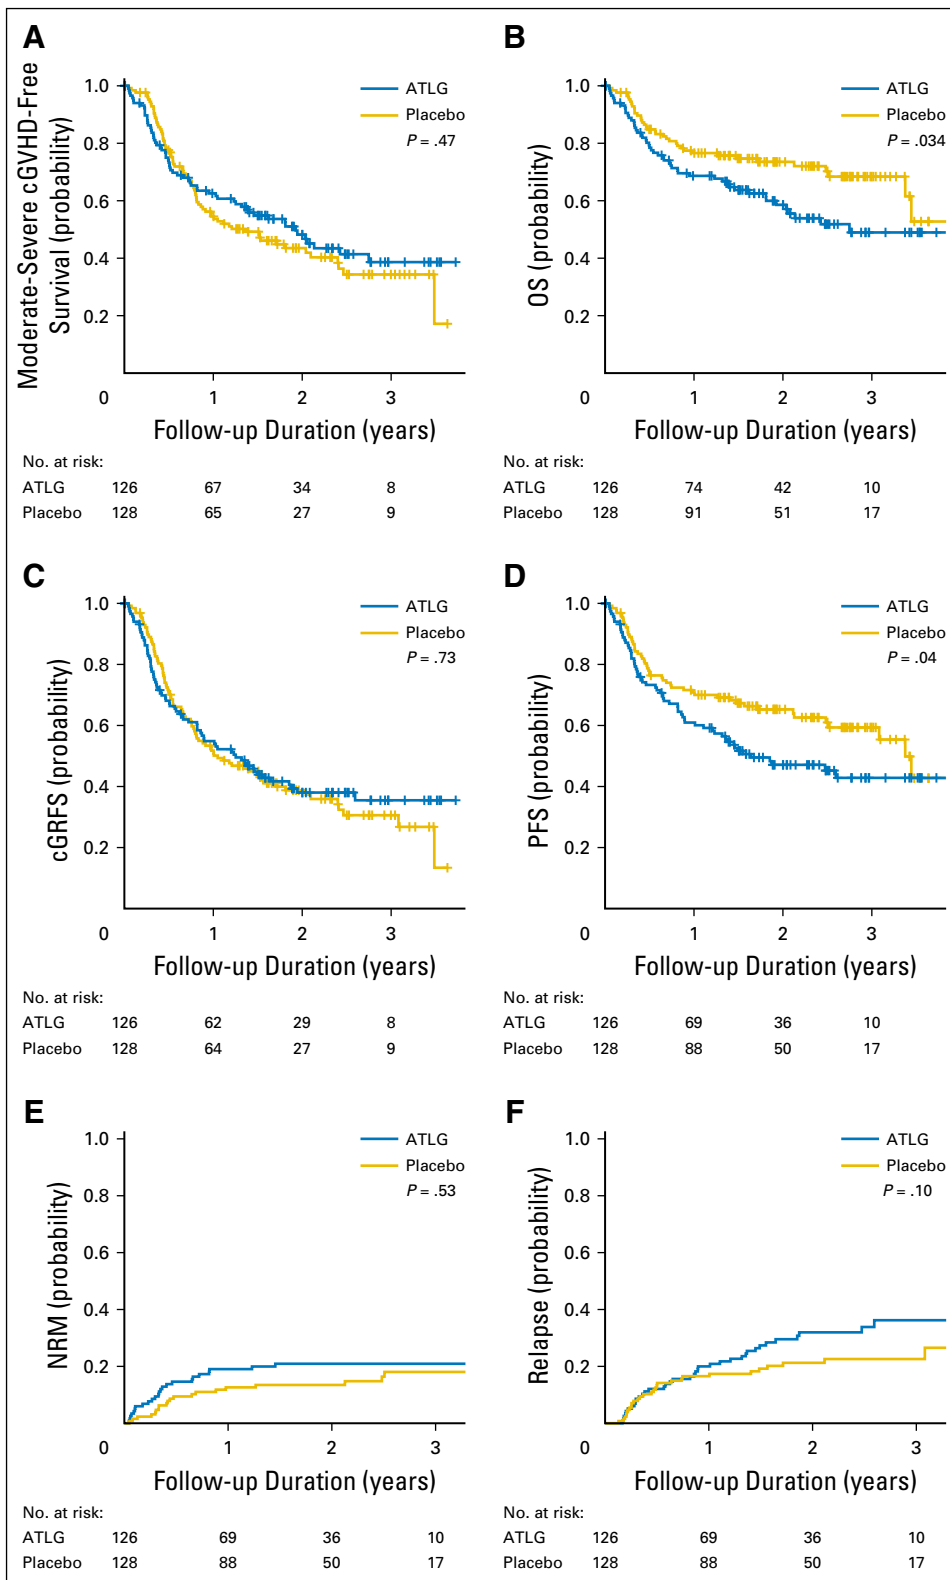 A
Moderate-Severe cGVHD-Free
Survival (probability)
1.0
0.8
0.6
0.4
0.2
0
1
2
3
ATLG
Placebo
P = .47
Follow-up Duration (years)
No. at risk:
ATLG 126 67 34 8
Placebo 128 65 27 9
B
OS (probability)
1.0
0.8
0.6
0.4
0.2
0
1
2
3
ATLG
Placebo
P = .034
Follow-up Duration (years)
No. at risk:
ATLG 126 74 42 10
Placebo 128 91 51 17
C
cGRFS (probability)
1.0
0.8
0.6
0.4
0.2
0
1
2
3
ATLG
Placebo
P = .73
Follow-up Duration (years)
No. at risk:
ATLG 126 62 29 8
Placebo 128 64 27 9
D
PFS (probability)
1.0
0.8
0.6
0.4
0.2
0
1
2
3
ATLG
Placebo
P = .04
Follow-up Duration (years)
No. at risk:
ATLG 126 69 36 10
Placebo 128 88 50 17
E
NRM (probability)
1.0
0.8
0.6
0.4
0.2
0
1
2
3
ATLG
Placebo
P = .53
Follow-up Duration (years)
No. at risk:
ATLG 126 69 36 10
Placebo 128 88 50 17
F
Relapse (probability)
1.0
0.8
0.6
0.4
0.2
0
1
2
3
ATLG
Placebo
P = .10
Follow-up Duration (years)
No. at risk:
ATLG 126 69 36 10
Placebo 128 88 50 17